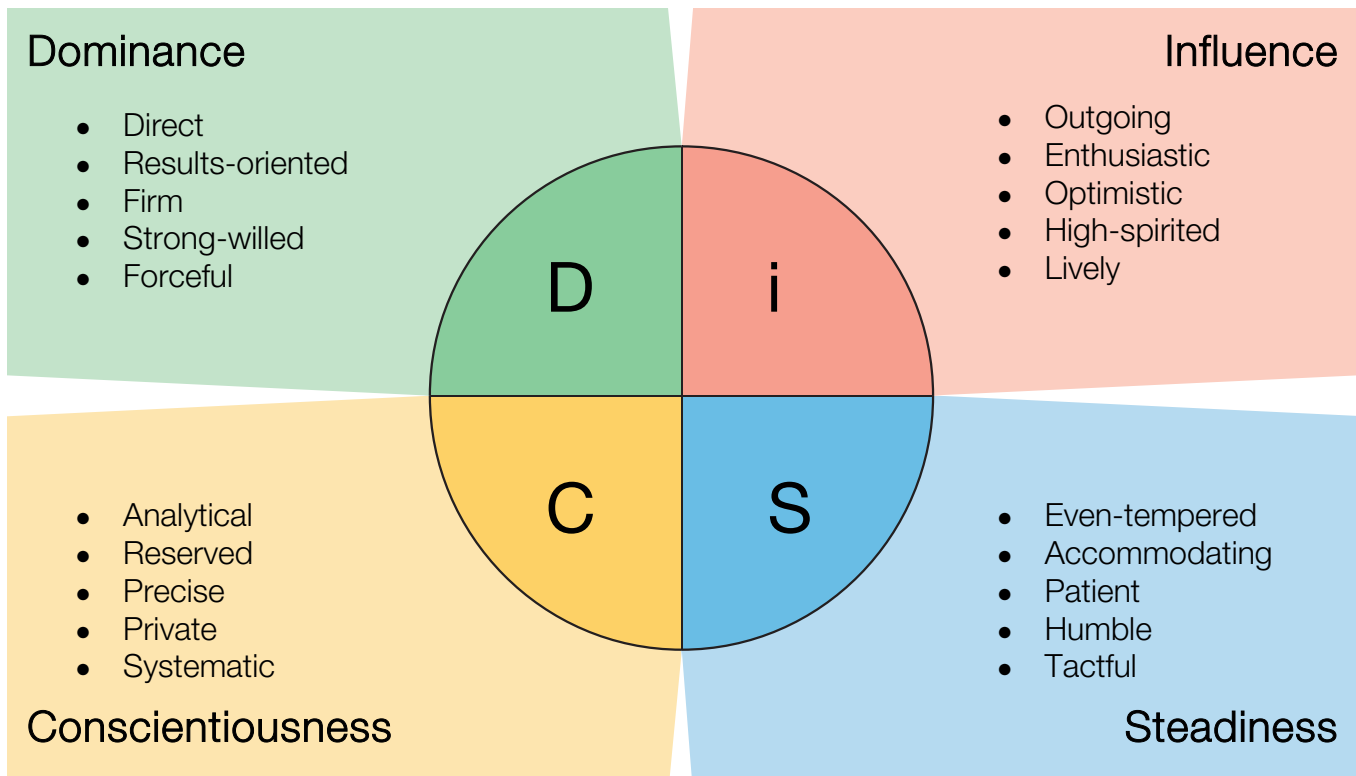 Dominance
● Direct
● Results-oriented
● Firm
● Strong-willed
● Forceful
Influence
● Outgoing
● Enthusiastic
● Optimistic
● High-spirited
● Lively
D
i
C
S
● Analytical
● Reserved
● Precise
● Private
● Systematic
Conscientiousness
● Even-tempered
● Accommodating
● Patient
● Humble
● Tactful
Steadiness